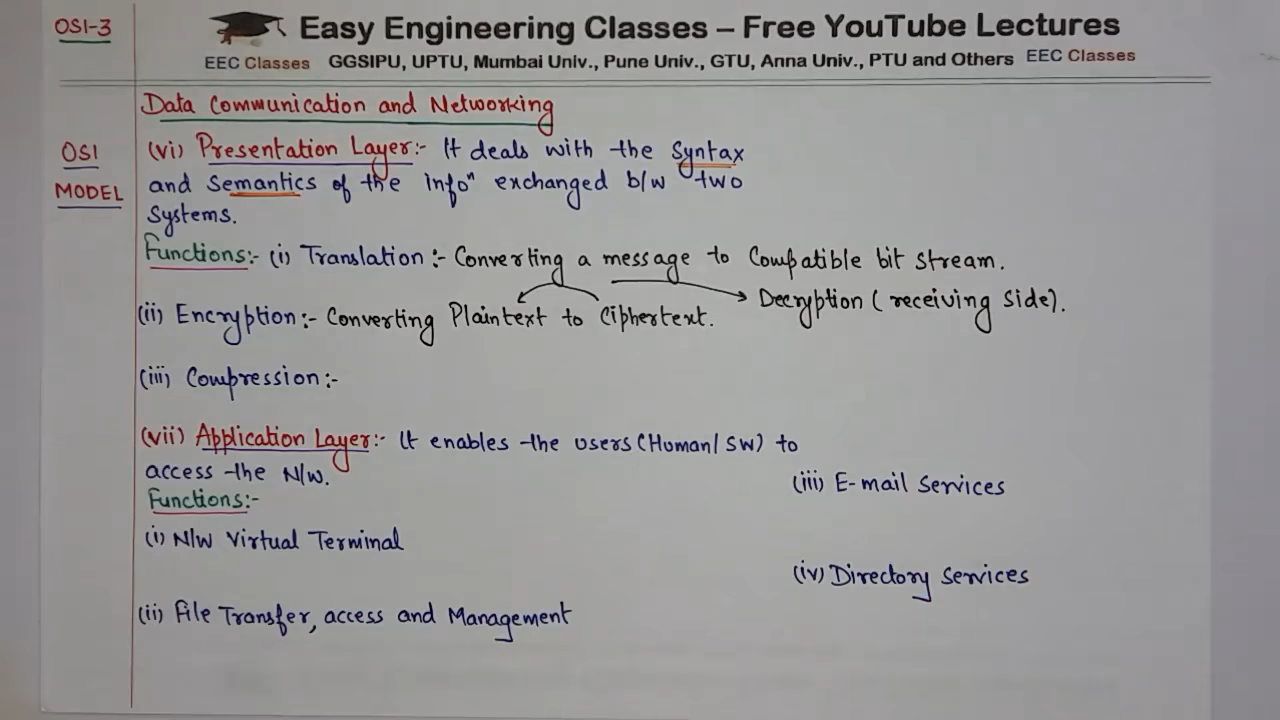 OSI-3
Easy Engineering Classes – Free YouTube Lectures
EEC Classes GGSIPU, UPTU, Mumbai Univ., Pune Univ., GTU, Anna Univ., PTU and Others EEC Classes
Data Communication and Networking
OSI MODEL
(vi) Presentation Layer:- It deals with the Syntax
and Semantics of the infoⁿ exchanged b/w two
Systems.
Functions:- (i) Translation:- Converting a message to Compatible bit stream.
Decryption (receiving side).
(ii) Encryption:- Converting Plaintext to Ciphertext.
(iii) Compression:-
(vii) Application Layer:- It enables the users (Human/SW) to
access the N/w.
Functions:-
(i) N/W Virtual Terminal
(ii) File Transfer, access and Management
(iii) E-mail Services
(iv) Directory Services